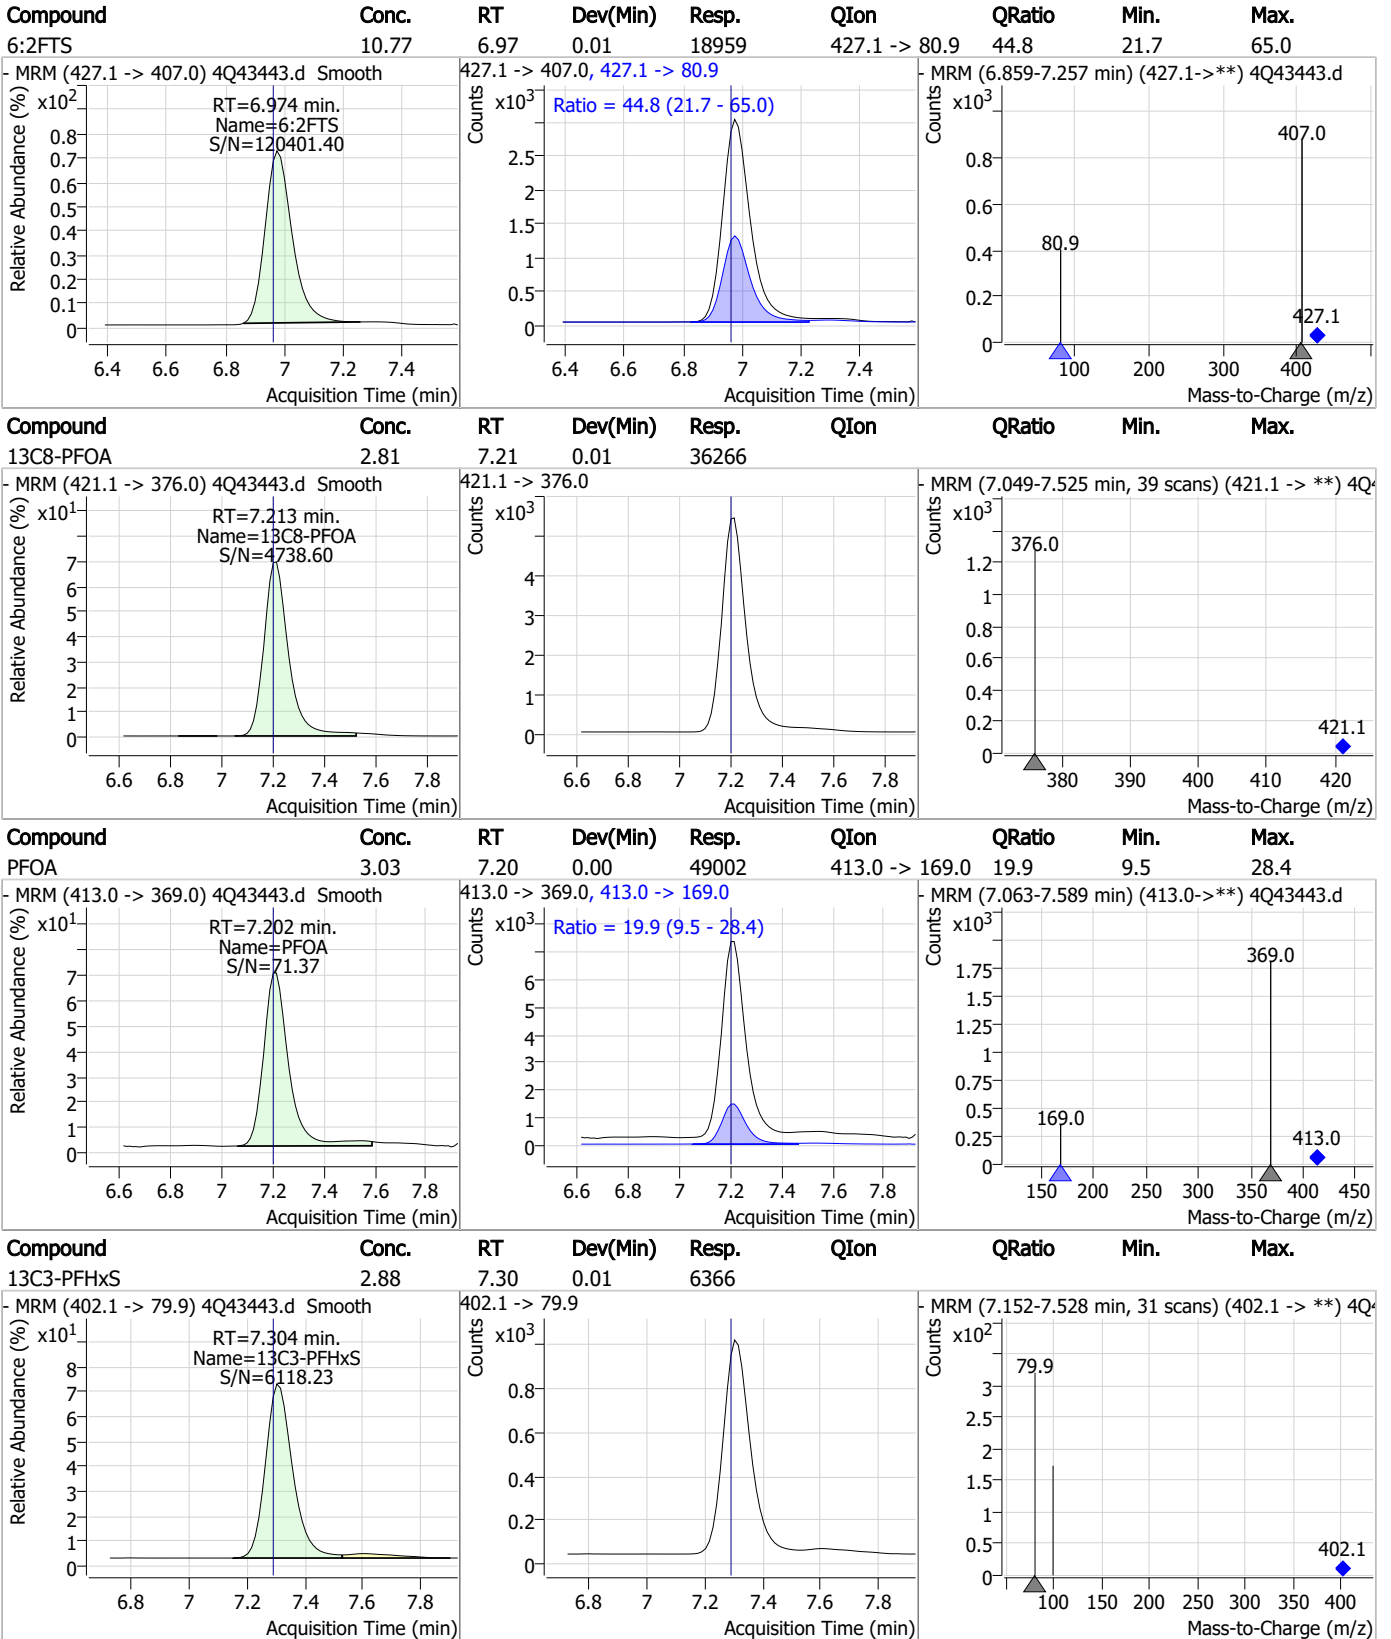 Compound Conc. RT Dev(Min) Resp. QIon QRatio Min. Max.
6:2FTS 10.77 6.97 0.01 18959 427.1 -> 80.9 44.8 21.7 65.0
- MRM (427.1 -> 407.0) 4Q43443.d Smooth
Relative Abundance (%)
x10²
RT=6.974 min.
Name=6:2FTS
S/N=120401.40
0.8
0.7
0.6
0.5
0.4
0.3
0.2
0.1
0
6.4 6.6 6.8 7 7.2 7.4
Acquisition Time (min)
427.1 -> 407.0, 427.1 -> 80.9
Counts
x10³
Ratio = 44.8 (21.7 - 65.0)
2.5
2
1.5
1
0.5
0
6.4 6.6 6.8 7 7.2 7.4
Acquisition Time (min)
- MRM (6.859-7.257 min) (427.1->**) 4Q43443.d
Counts
x10³
407.0
0.8
0.6
0.4
0.2
0
80.9
427.1
100 200 300 400
Mass-to-Charge (m/z)
Compound Conc. RT Dev(Min) Resp. QIon QRatio Min. Max.
13C8-PFOA 2.81 7.21 0.01 36266
- MRM (421.1 -> 376.0) 4Q43443.d Smooth
Relative Abundance (%)
x10¹
RT=7.213 min.
Name=13C8-PFOA
S/N=4738.60
7
6
5
4
3
2
1
0
6.6 6.8 7 7.2 7.4 7.6 7.8
Acquisition Time (min)
421.1 -> 376.0
Counts
x10³
4
3
2
1
0
6.6 6.8 7 7.2 7.4 7.6 7.8
Acquisition Time (min)
- MRM (7.049-7.525 min, 39 scans) (421.1 -> **) 4Q4
Counts
x10³
376.0
1.2
1
0.8
0.6
0.4
0.2
0
421.1
380 390 400 410 420
Mass-to-Charge (m/z)
Compound Conc. RT Dev(Min) Resp. QIon QRatio Min. Max.
PFOA 3.03 7.20 0.00 49002 413.0 -> 169.0 19.9 9.5 28.4
- MRM (413.0 -> 369.0) 4Q43443.d Smooth
Relative Abundance (%)
x10¹
RT=7.202 min.
Name=PFOA
S/N=71.37
7
6
5
4
3
2
1
0
6.6 6.8 7 7.2 7.4 7.6 7.8
Acquisition Time (min)
413.0 -> 369.0, 413.0 -> 169.0
Counts
x10³
Ratio = 19.9 (9.5 - 28.4)
6
5
4
3
2
1
0
6.6 6.8 7 7.2 7.4 7.6 7.8
Acquisition Time (min)
- MRM (7.063-7.589 min) (413.0->**) 4Q43443.d
Counts
x10³
369.0
1.75
1.5
1.25
1
0.75
0.5
0.25
0
169.0
413.0
150 200 250 300 350 400 450
Mass-to-Charge (m/z)
Compound Conc. RT Dev(Min) Resp. QIon QRatio Min. Max.
13C3-PFHxS 2.88 7.30 0.01 6366
- MRM (402.1 -> 79.9) 4Q43443.d Smooth
Relative Abundance (%)
x10¹
RT=7.304 min.
Name=13C3-PFHxS
S/N=6118.23
8
7
6
5
4
3
2
1
0
6.8 7 7.2 7.4 7.6 7.8
Acquisition Time (min)
402.1 -> 79.9
Counts
x10³
0.8
0.6
0.4
0.2
0
6.8 7 7.2 7.4 7.6 7.8
Acquisition Time (min)
- MRM (7.152-7.528 min, 31 scans) (402.1 -> **) 4Q4
Counts
x10²
79.9
3
2.5
2
1.5
1
0.5
0
402.1
100 150 200 250 300 350 400
Mass-to-Charge (m/z)